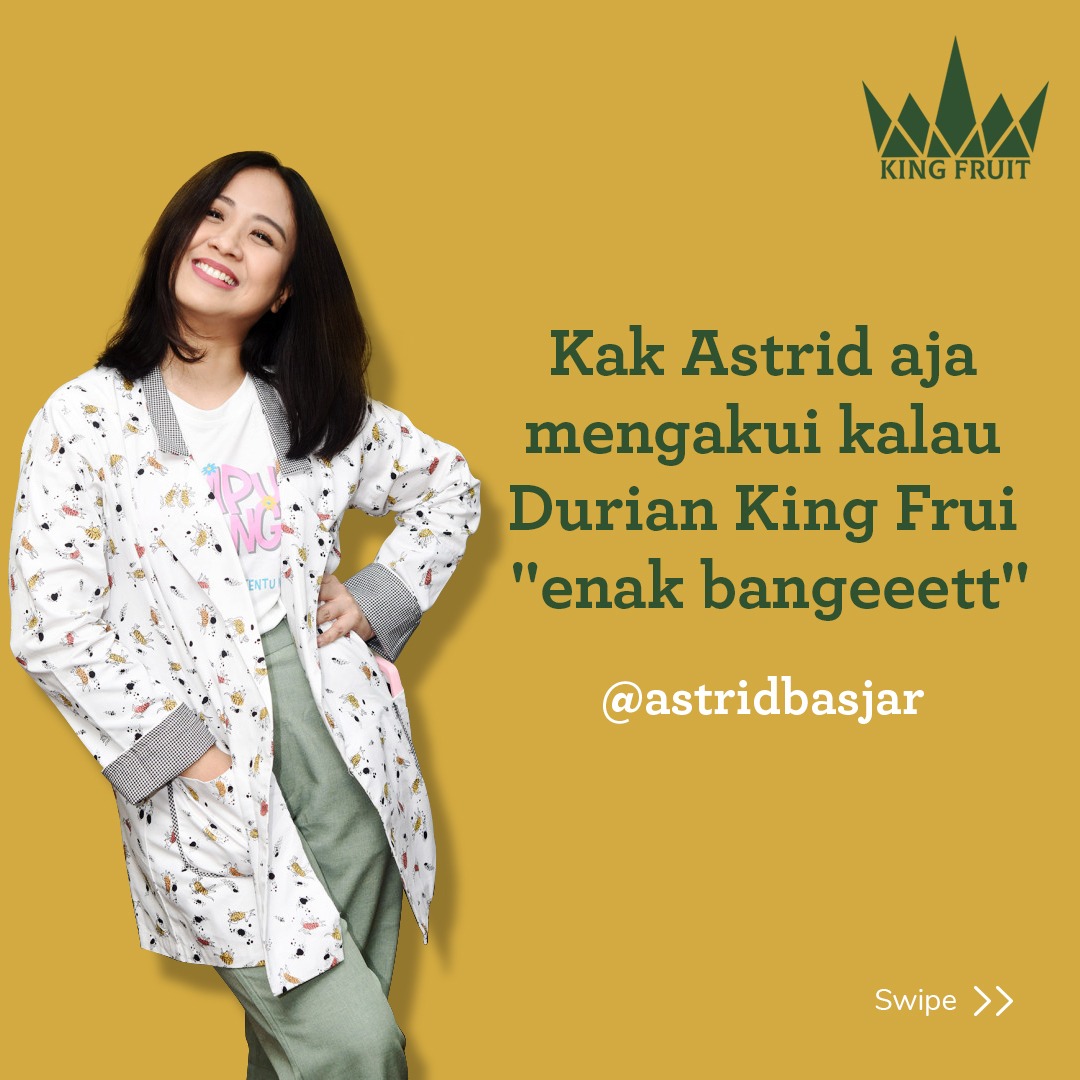 KING FRUIT
Kak Astrid aja
mengakui kalau
Durian King Frui
"enak bangeeett"
@astridbasjar
Swipe